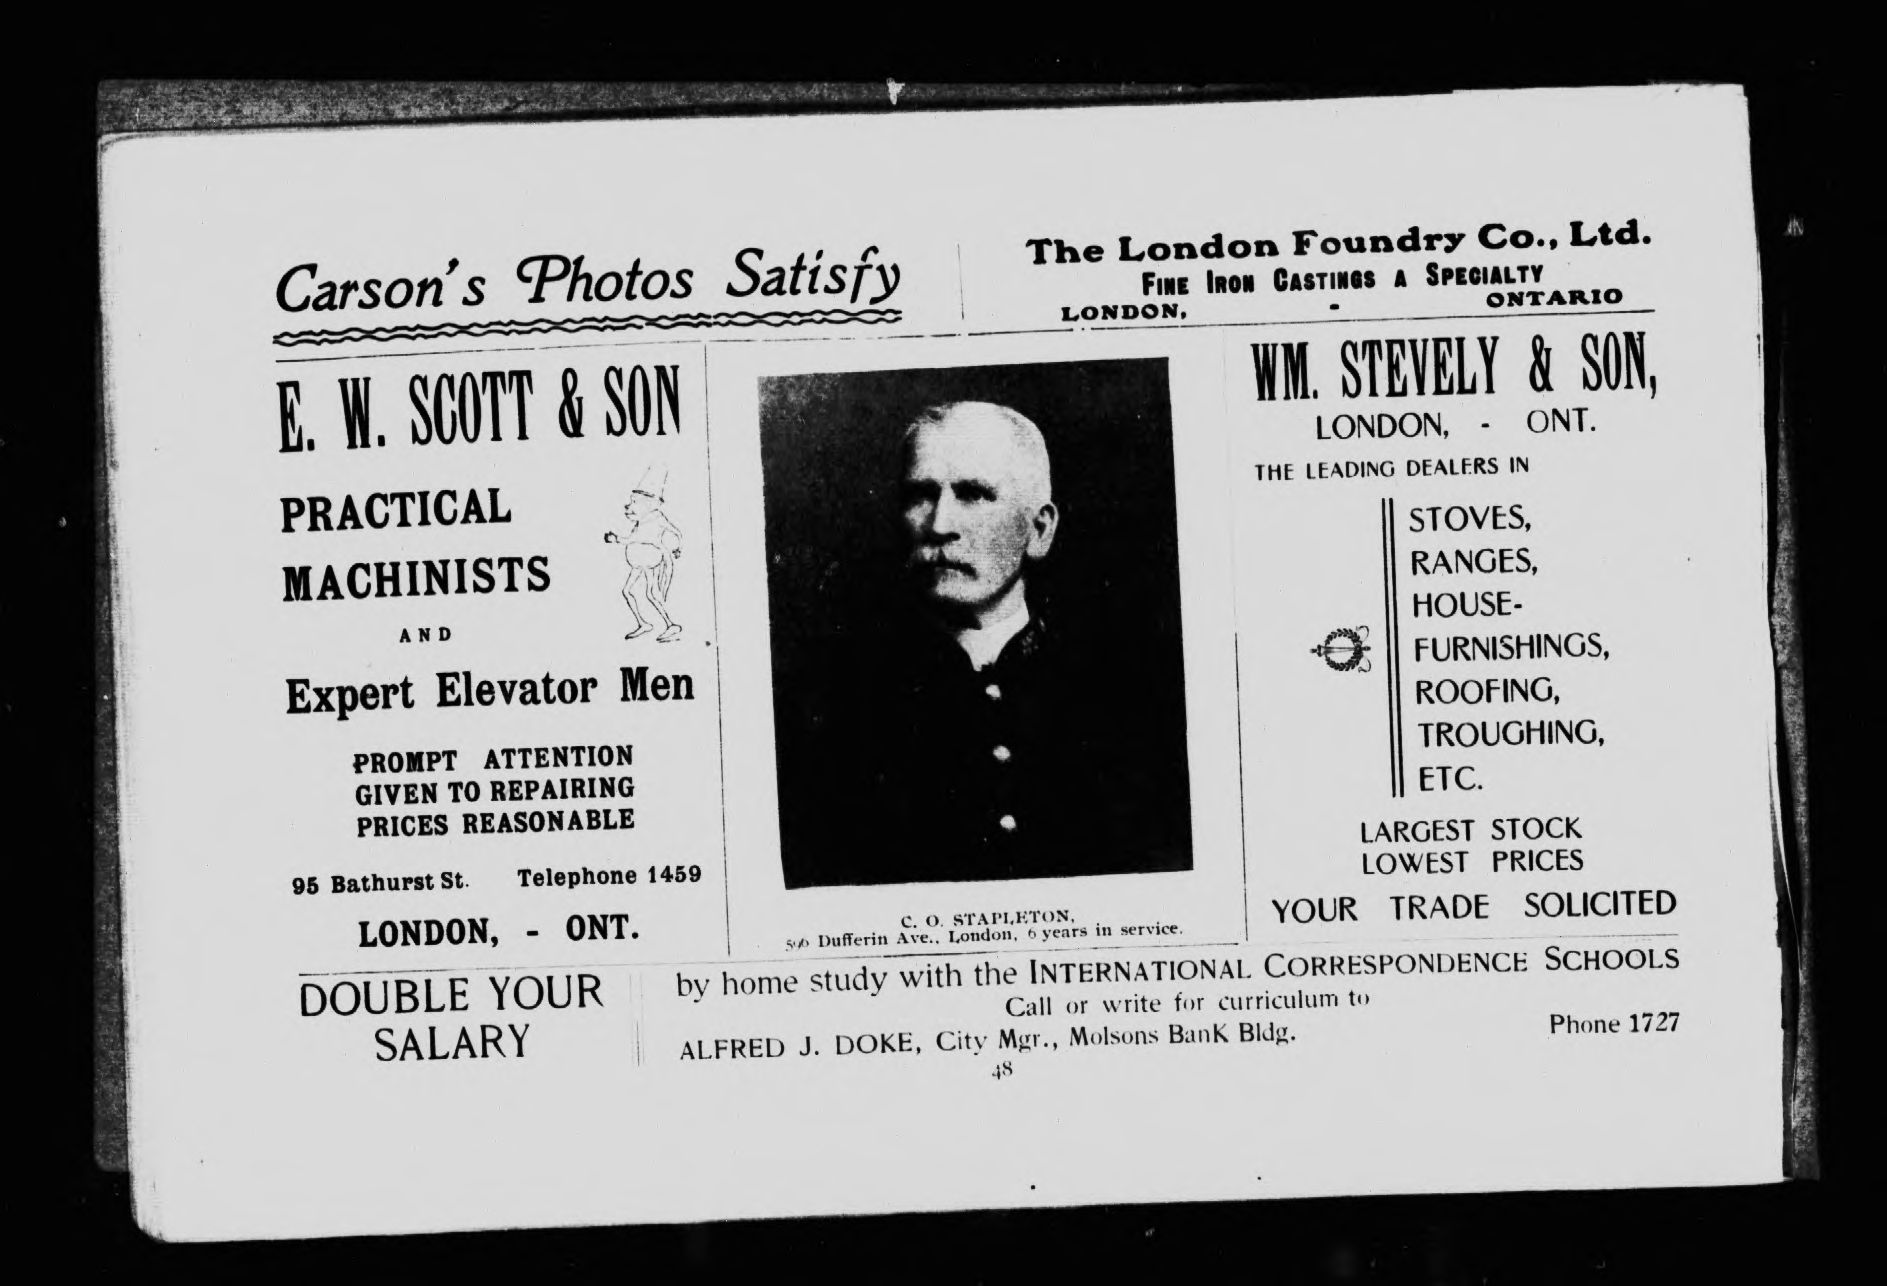 Carson's Photos Satisfy
The London Foundry Co., Ltd.
FINE IRON CASTINGS A SPECIALTY
LONDON, - ONTARIO
E. W. SCOTT & SON
PRACTICAL
MACHINISTS
AND
Expert Elevator Men
PROMPT ATTENTION
GIVEN TO REPAIRING
PRICES REASONABLE
95 Bathurst St. Telephone 1459
LONDON, - ONT.
C. O. STAPLETON,
Dufferin Ave., London, 6 years in service.
WM. STEVELY & SON,
LONDON, - ONT.
THE LEADING DEALERS IN
STOVES,
RANGES,
HOUSE-
FURNISHINGS,
ROOFING,
TROUGHING,
ETC.
LARGEST STOCK
LOWEST PRICES
YOUR TRADE SOLICITED
DOUBLE YOUR
SALARY
by home study with the INTERNATIONAL CORRESPONDENCE SCHOOLS
Call or write for curriculum to
ALFRED J. DOKE, City Mgr., Molsons BanK Bldg.
Phone 1727
48